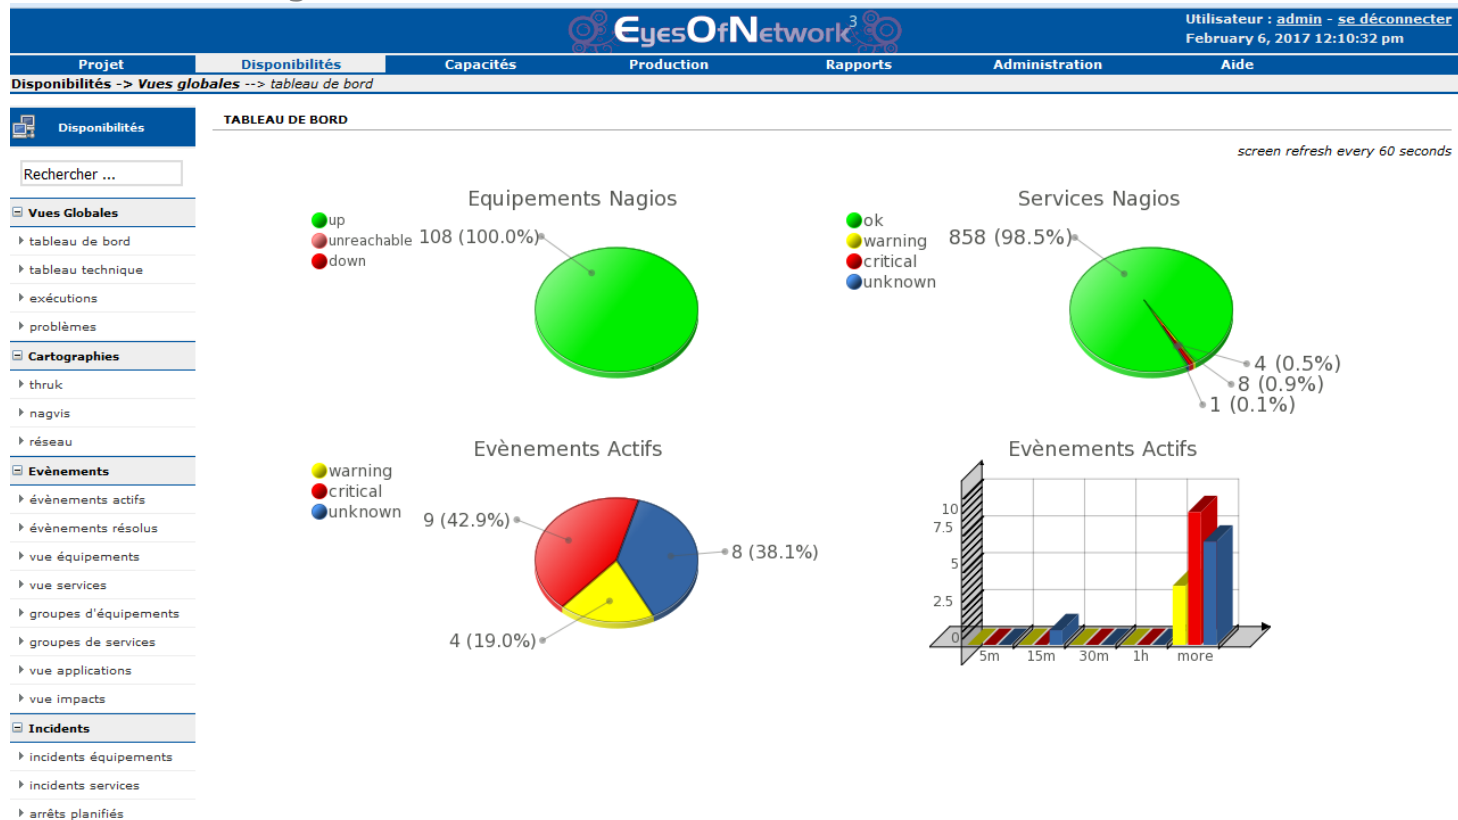 EyesOfNetwork 3
Utilisateur : admin - se déconnecter
February 6, 2017 12:10:32 pm
Projet Disponibilités Capacités Production Rapports Administration Aide
Disponibilités -> Vues globales --> tableau de bord
Disponibilités
Rechercher ...
Vues Globales
tableau de bord
tableau technique
exécutions
problèmes
Cartographies
thruk
nagvis
réseau
Evènements
évènements actifs
évènements résolus
vue équipements
vue services
groupes d'équipements
groupes de services
vue applications
vue impacts
Incidents
incidents équipements
incidents services
arrêts planifiés
TABLEAU DE BORD
screen refresh every 60 seconds
Equipements Nagios
up
unreachable
down
108 (100.0%)
Services Nagios
ok
warning
critical
unknown
858 (98.5%)
4 (0.5%)
8 (0.9%)
1 (0.1%)
Evènements Actifs
warning
critical
unknown
9 (42.9%)
8 (38.1%)
4 (19.0%)
Evènements Actifs
10
7.5
5
2.5
0
5m 15m 30m 1h more